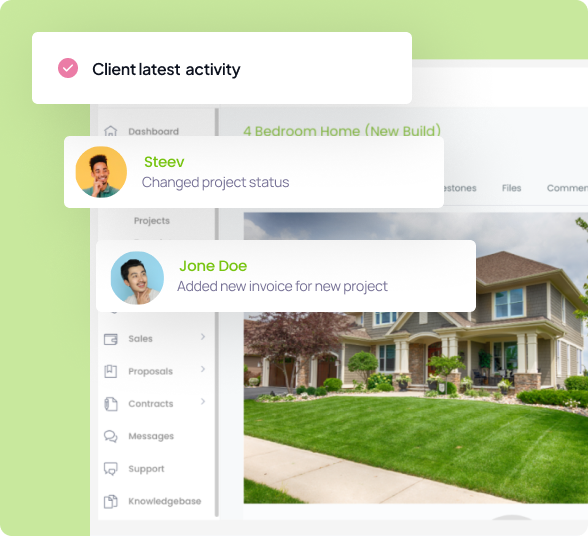 Client latest activity
Dashboard
4 Bedroom Home (New Build)
Steev
Changed project status
estones
Files
Commen
Projects
Jone Doe
Added new invoice for new project
Sales
Proposals
Contracts
Messages
Support
Knowledgebase